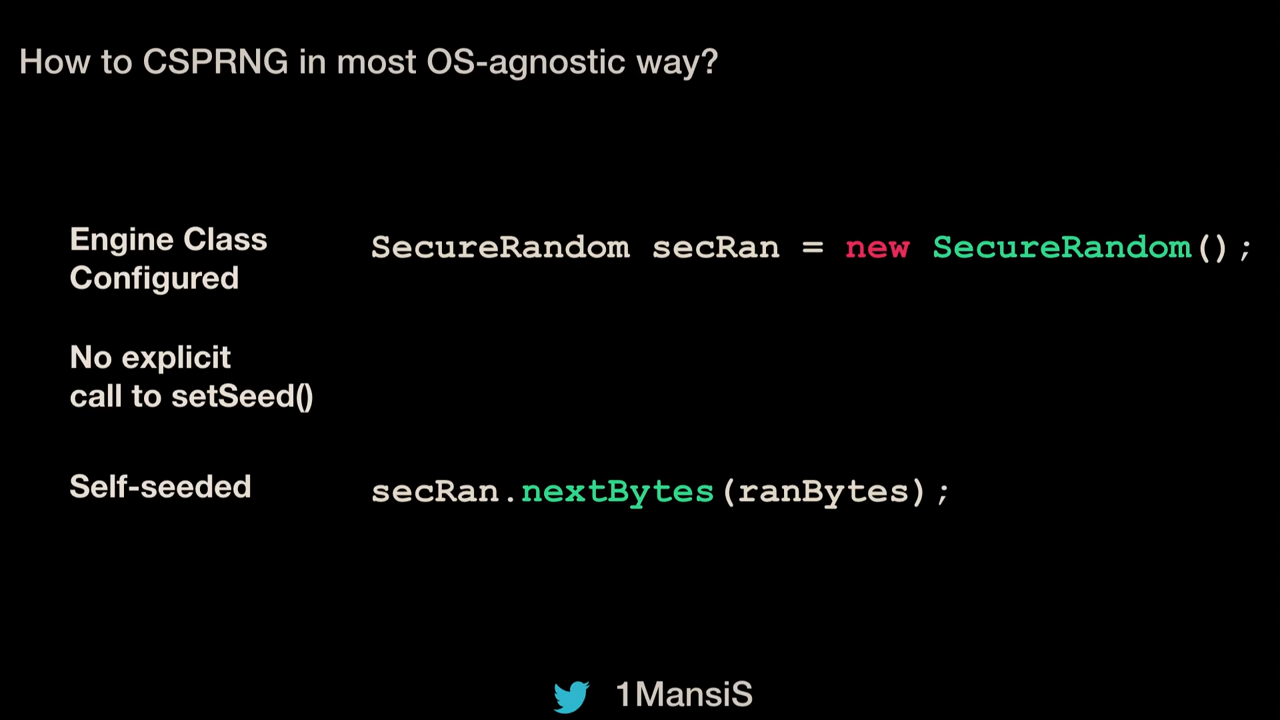 How to CSPRNG in most OS-agnostic way?
Engine Class
Configured
SecureRandom secRan = new SecureRandom();
No explicit
call to setSeed()
Self-seeded
secRan.nextBytes(ranBytes);
1MansiS